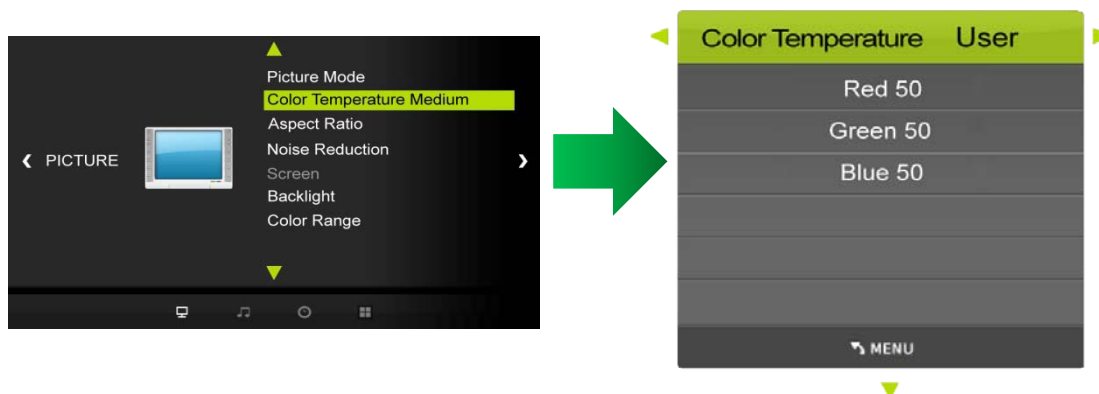 PICTURE
Picture Mode
Color Temperature Medium
Aspect Ratio
Noise Reduction
Screen
Backlight
Color Range
Color Temperature User
Red 50
Green 50
Blue 50
MENU